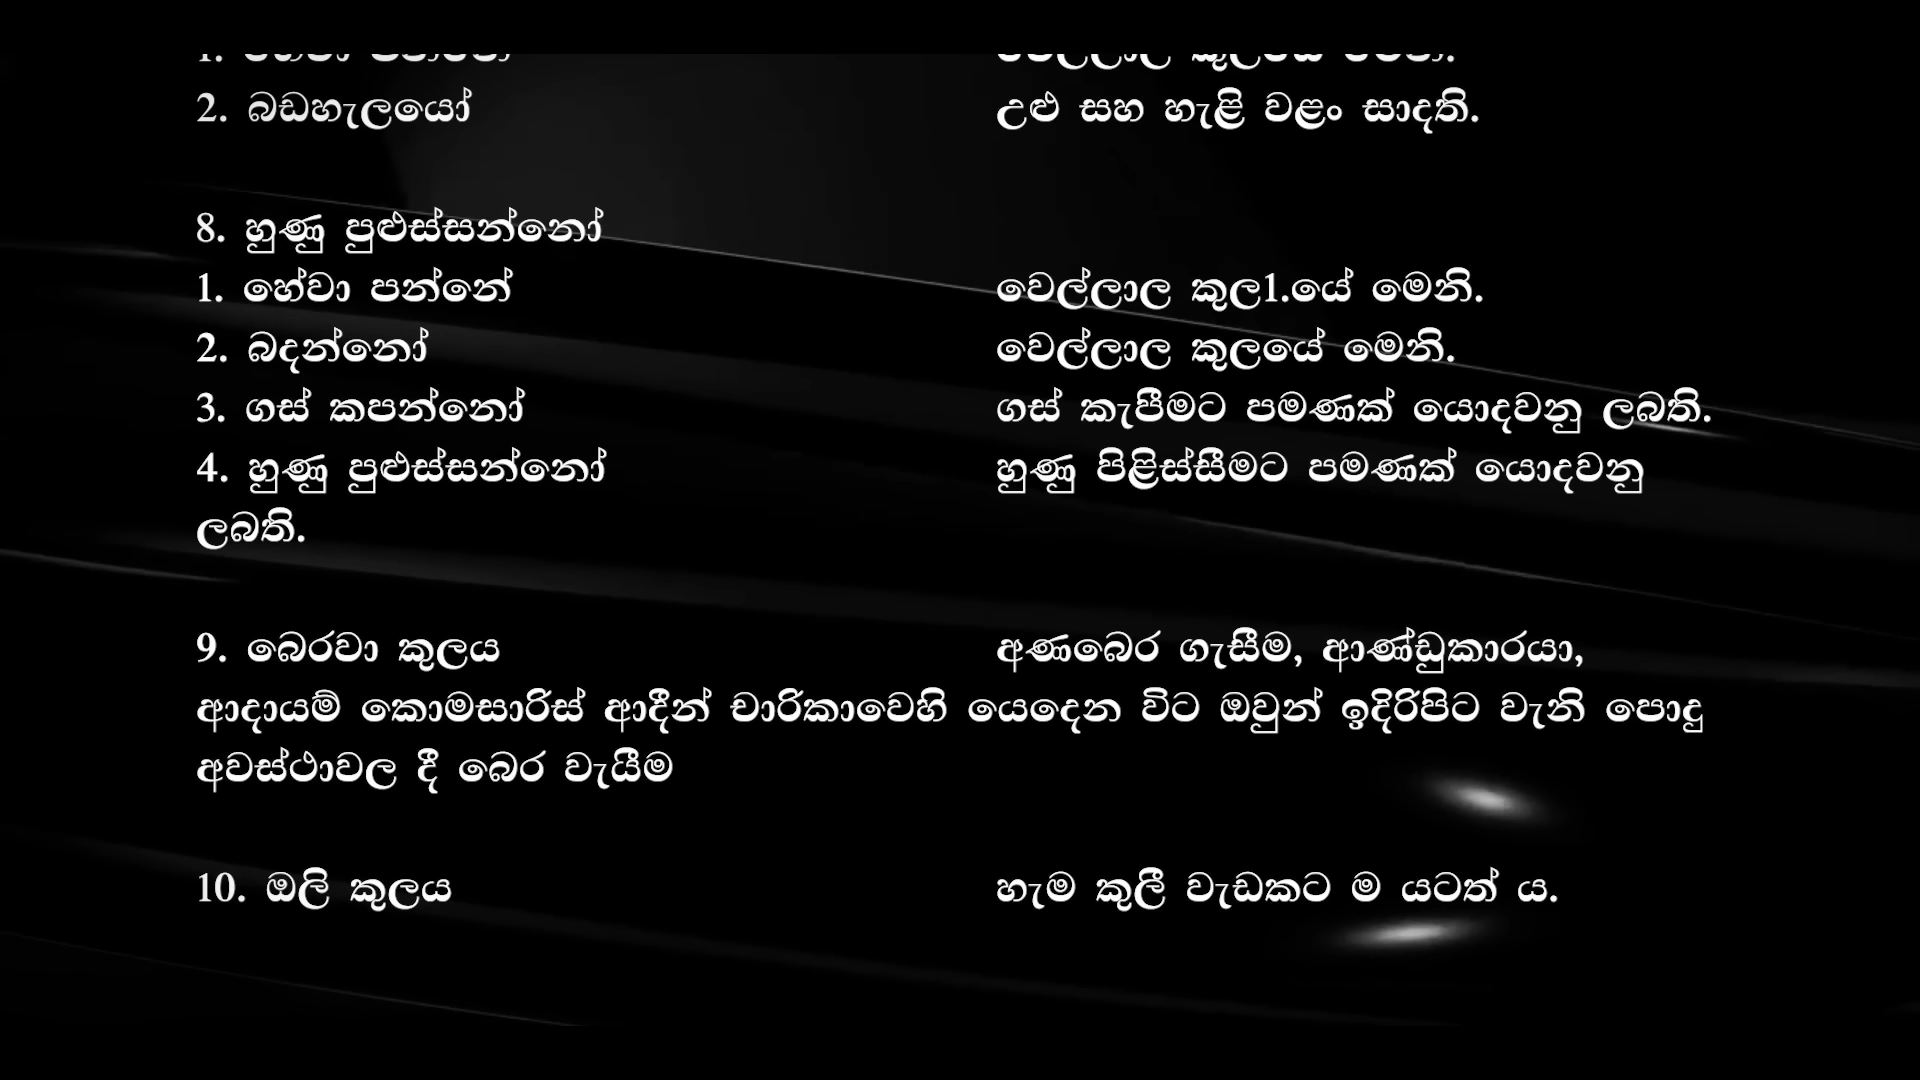 2. බඩහැලයෝ උළු සහ හැළි වළං සාදති.
8. හුණු පුළුස්සන්නෝ
1. හේවා පන්නේ වෙල්ලාල කුල1.යේ මෙනි.
2. බදන්නෝ වෙල්ලාල කුලයේ මෙනි.
3. ගස් කපන්නෝ ගස් කැපීමට පමණක් යොදවනු ලබති.
4. හුණු පුළුස්සන්නෝ හුණු පිළිස්සීමට පමණක් යොදවනු
ලබති.
9. බෙරවා කුලය අණබෙර ගැසීම, ආණ්ඩුකාරයා,
ආදායම් කොමසාරිස් ආදීන් චාරිකාවෙහි යෙදෙන විට ඔවුන් ඉදිරිපිට වැනි පොදු
අවස්ථාවල දී බෙර වැයීම
10. ඔලි කුලය හැම කුලී වැඩකට ම යටත් ය.